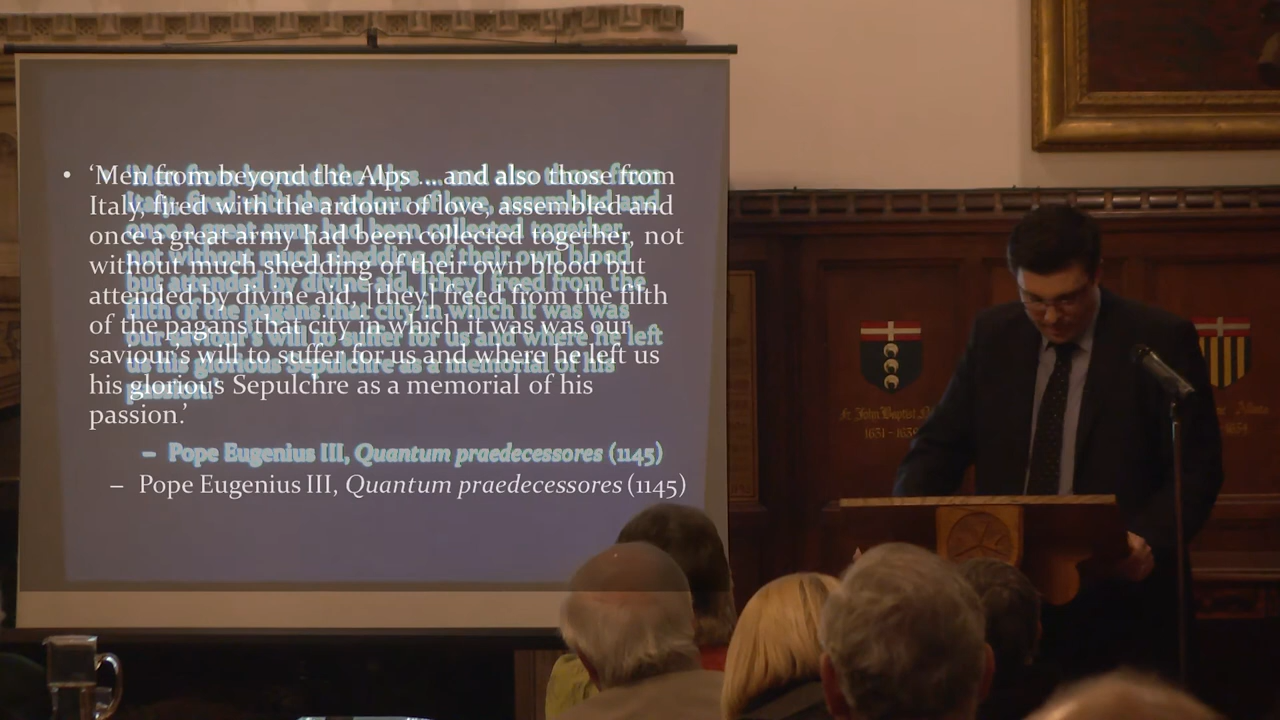 • ‘Men from beyond the Alps ... and also those from
Italy, fired with the ardour of love, assembled and
once a great army had been collected together, not
without much shedding of their own blood but
attended by divine aid, [they] freed from the filth
of the pagans that city in which it was was our
saviour’s will to suffer for us and where he left us
his glorious Sepulchre as a memorial of his
passion.’
– Pope Eugenius III, Quantum praedecessores (1145)
– Pope Eugenius III, Quantum praedecessores (1145)
Fr. John Baptist
1651 -